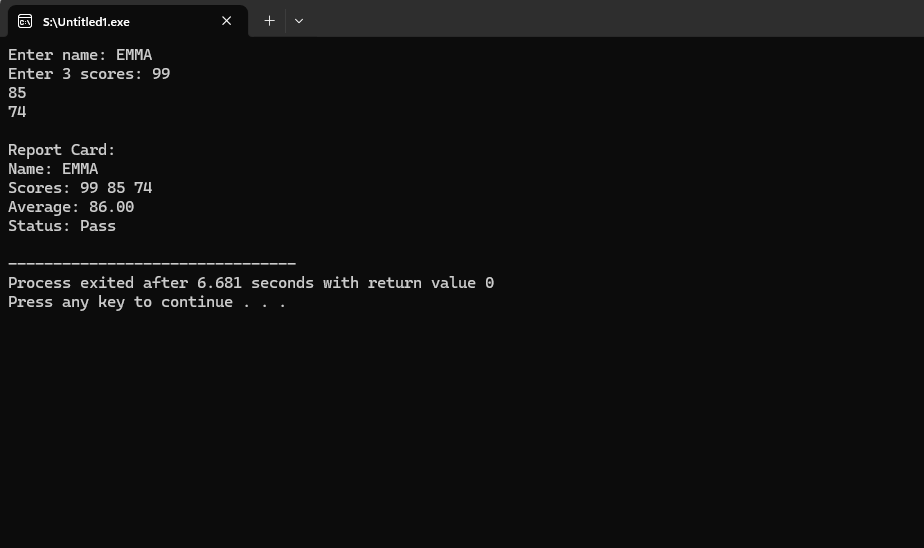 S:\Untitled1.exe
Enter name: EMMA
Enter 3 scores: 99
85
74
Report Card:
Name: EMMA
Scores: 99 85 74
Average: 86.00
Status: Pass
--------------------------------
Process exited after 6.681 seconds with return value 0
Press any key to continue . . .